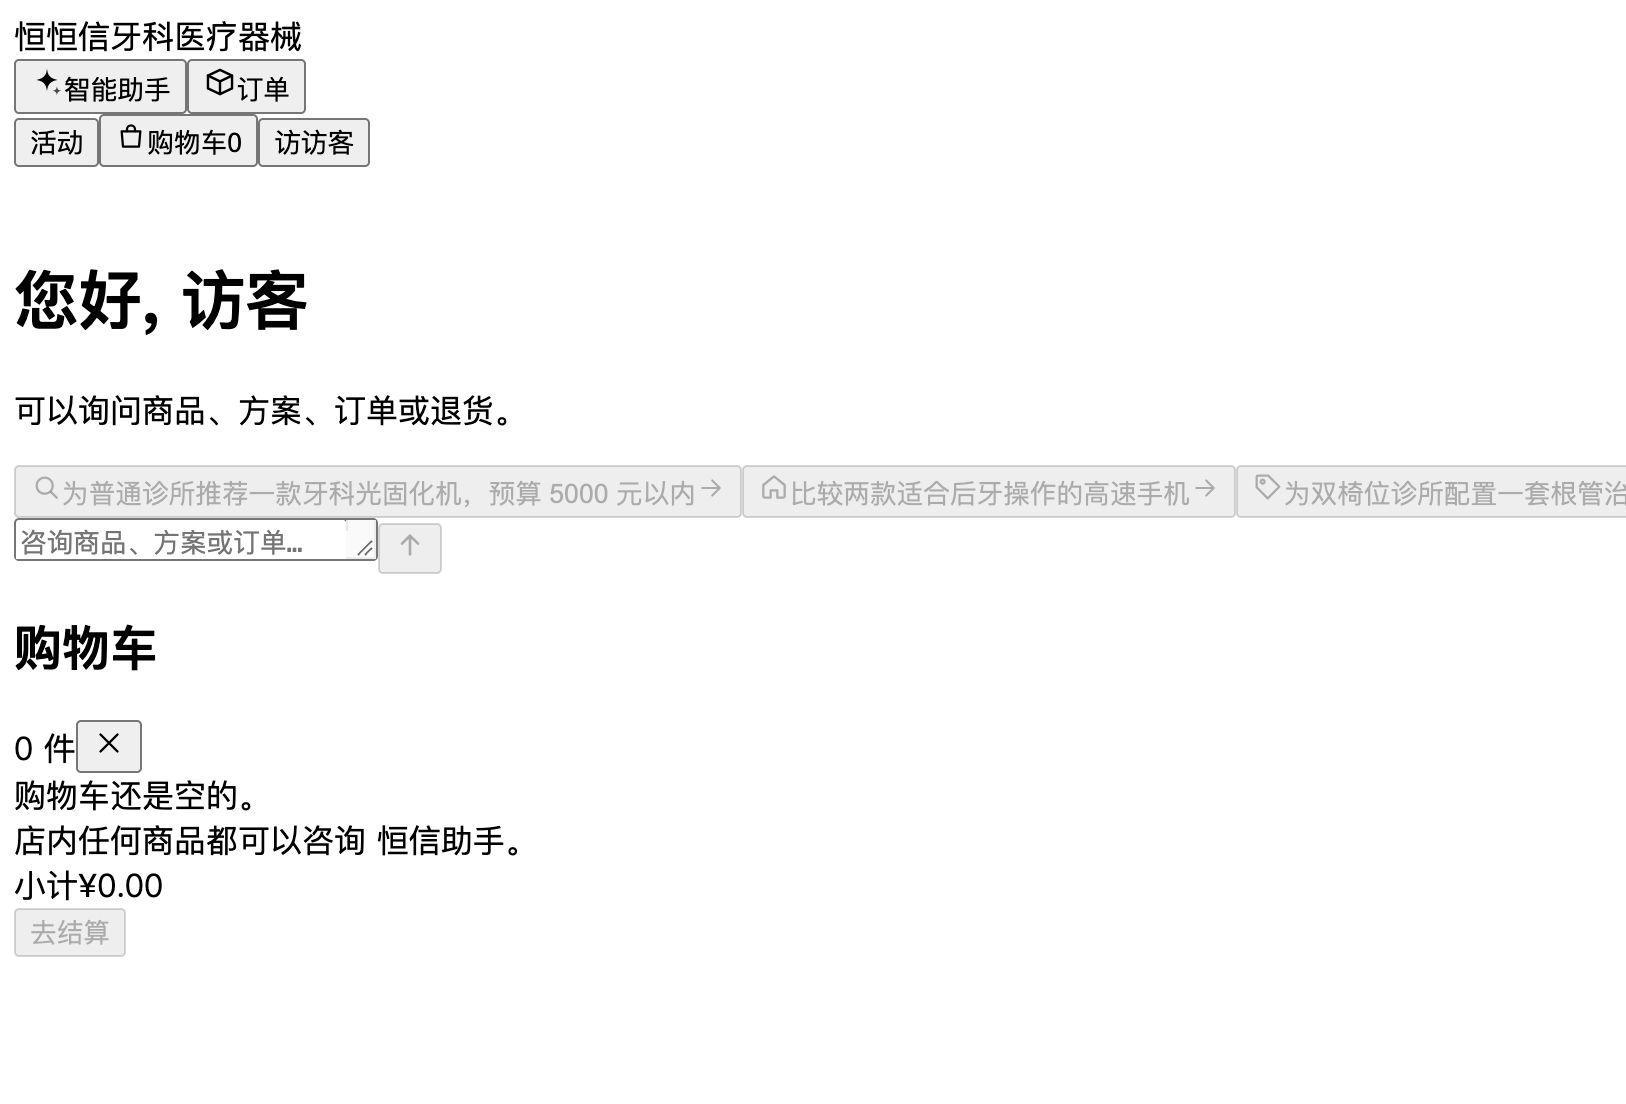 恒恒信牙科医疗器械
智能助手 订单
活动 购物车0 访访客
您好, 访客
可以询问商品、方案、订单或退货。
为普通诊所推荐一款牙科光固化机，预算 5000 元以内→ 比较两款适合后牙操作的高速手机→ 为双椅位诊所配置一套根管治
咨询商品、方案或订单... ↑
购物车
0 件 ×
购物车还是空的。
店内任何商品都可以咨询 恒信助手。
小计¥0.00
去结算